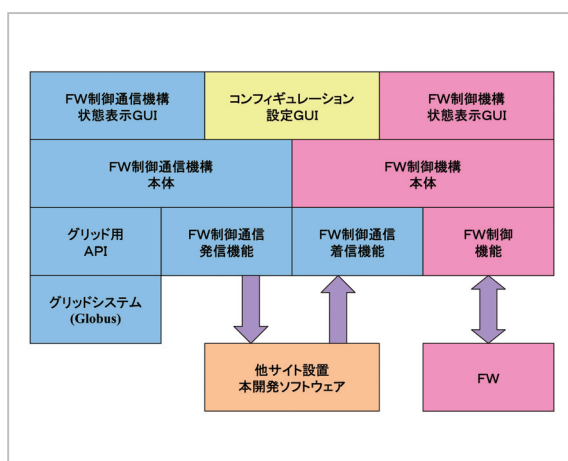 FW制御通信機構
状態表示GUI
コンフィギュレーション
設定GUI
FW制御機構
状態表示GUI
FW制御通信機構
本体
FW制御機構
本体
グリッド用
API
FW制御通信
発信機能
FW制御通信
着信機能
FW制御
機能
グリッドシステム
(Globus)
他サイト設置
本開発ソフトウェア
FW